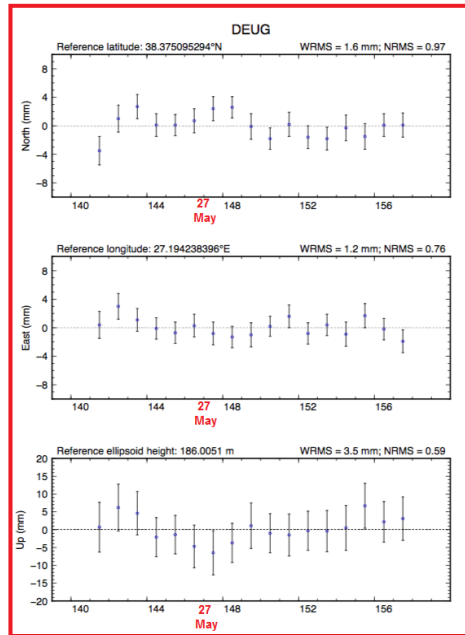 DEUG
Reference latitude: 38.375095294°N WRMS = 1.6 mm; NRMS = 0.97
8
4
0
−4
−8
North (mm)
140 144 148 152 156
27
May
Reference longitude: 27.194238396°E WRMS = 1.2 mm; NRMS = 0.76
8
4
0
−4
−8
East (mm)
140 144 148 152 156
27
May
Reference ellipsoid height: 186.0051 m WRMS = 3.5 mm; NRMS = 0.59
20
15
10
5
0
−5
−10
−15
−20
Up (mm)
140 144 148 152 156
27
May